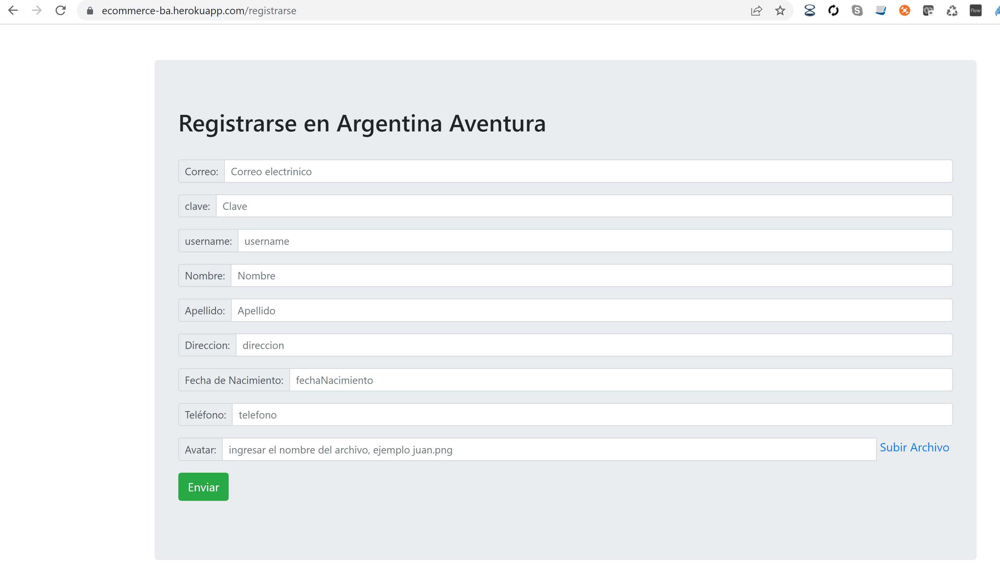 ecommerce-ba.herokuapp.com/registrarse
flew
Registrarse en Argentina Aventura
Correo: Correo electrinico
clave: Clave
username: username
Nombre: Nombre
Apellido: Apellido
Direccion: direccion
Fecha de Nacimiento: fechaNacimiento
Teléfono: telefono
Avatar: ingresar el nombre del archivo, ejemplo juan.png Subir Archivo
Enviar